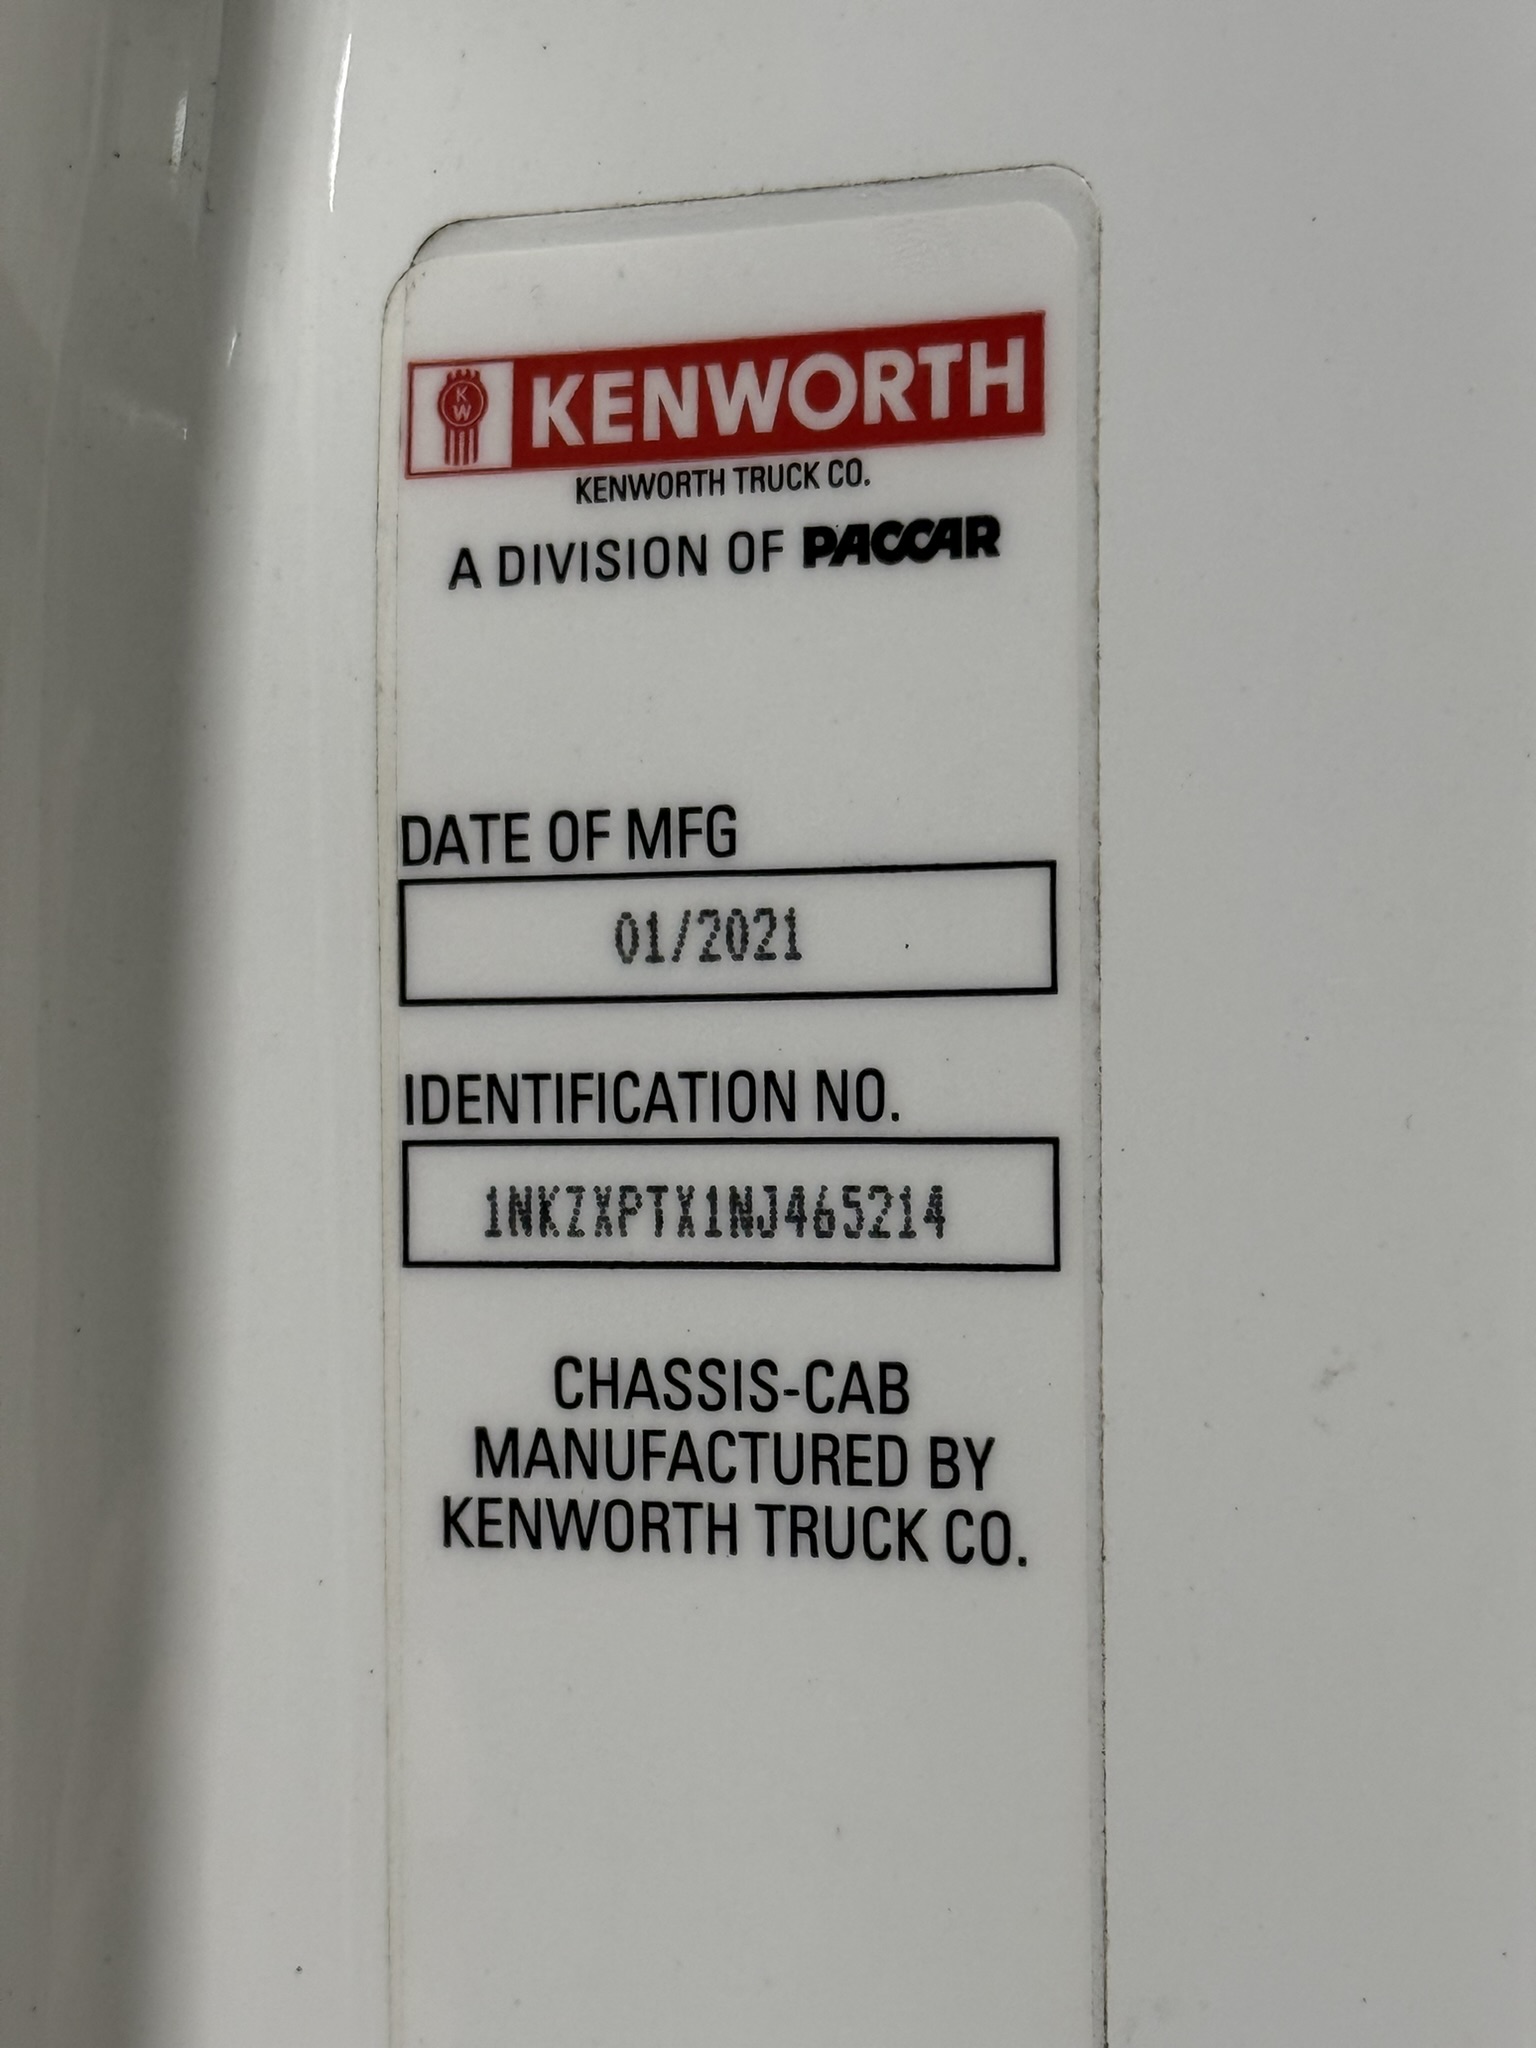 KW KENWORTH
KENWORTH TRUCK CO.
A DIVISION OF PACCAR
DATE OF MFG
01/2021
IDENTIFICATION NO.
1NKZXPTX1NJ465214
CHASSIS-CAB
MANUFACTURED BY
KENWORTH TRUCK CO.